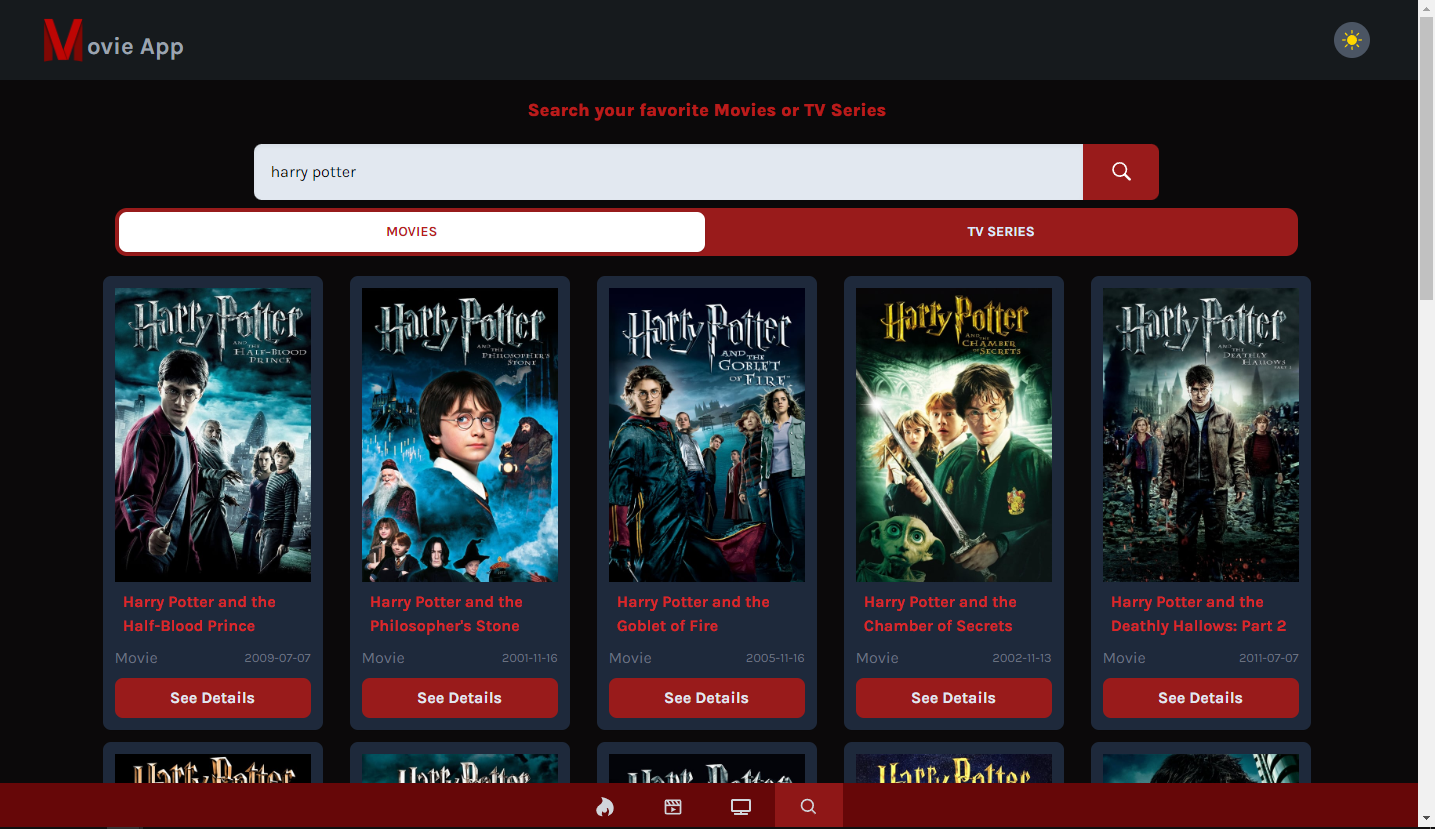 Movie App
Search your favorite Movies or TV Series
harry potter
MOVIES
TV SERIES
Harry Potter
AND THE
HALF-BLOOD
PRINCE
Harry Potter
AND THE
PHILOSOPHER'S
STONE
Harry Potter
AND THE
GOBLET
OF FIRE
Harry Potter
AND THE
CHAMBER
OF SECRETS
Harry Potter
AND THE
DEATHLY
HALLOWS
Harry Potter and the
Half-Blood Prince
Harry Potter and the
Philosopher's Stone
Harry Potter and the
Goblet of Fire
Harry Potter and the
Chamber of Secrets
Harry Potter and the
Deathly Hallows: Part 2
Movie 2009-07-07
Movie 2001-11-16
Movie 2005-11-16
Movie 2002-11-13
Movie 2011-07-07
See Details
See Details
See Details
See Details
See Details
Harry Potter
Harry Potter
Harry Potter
Harry Potter